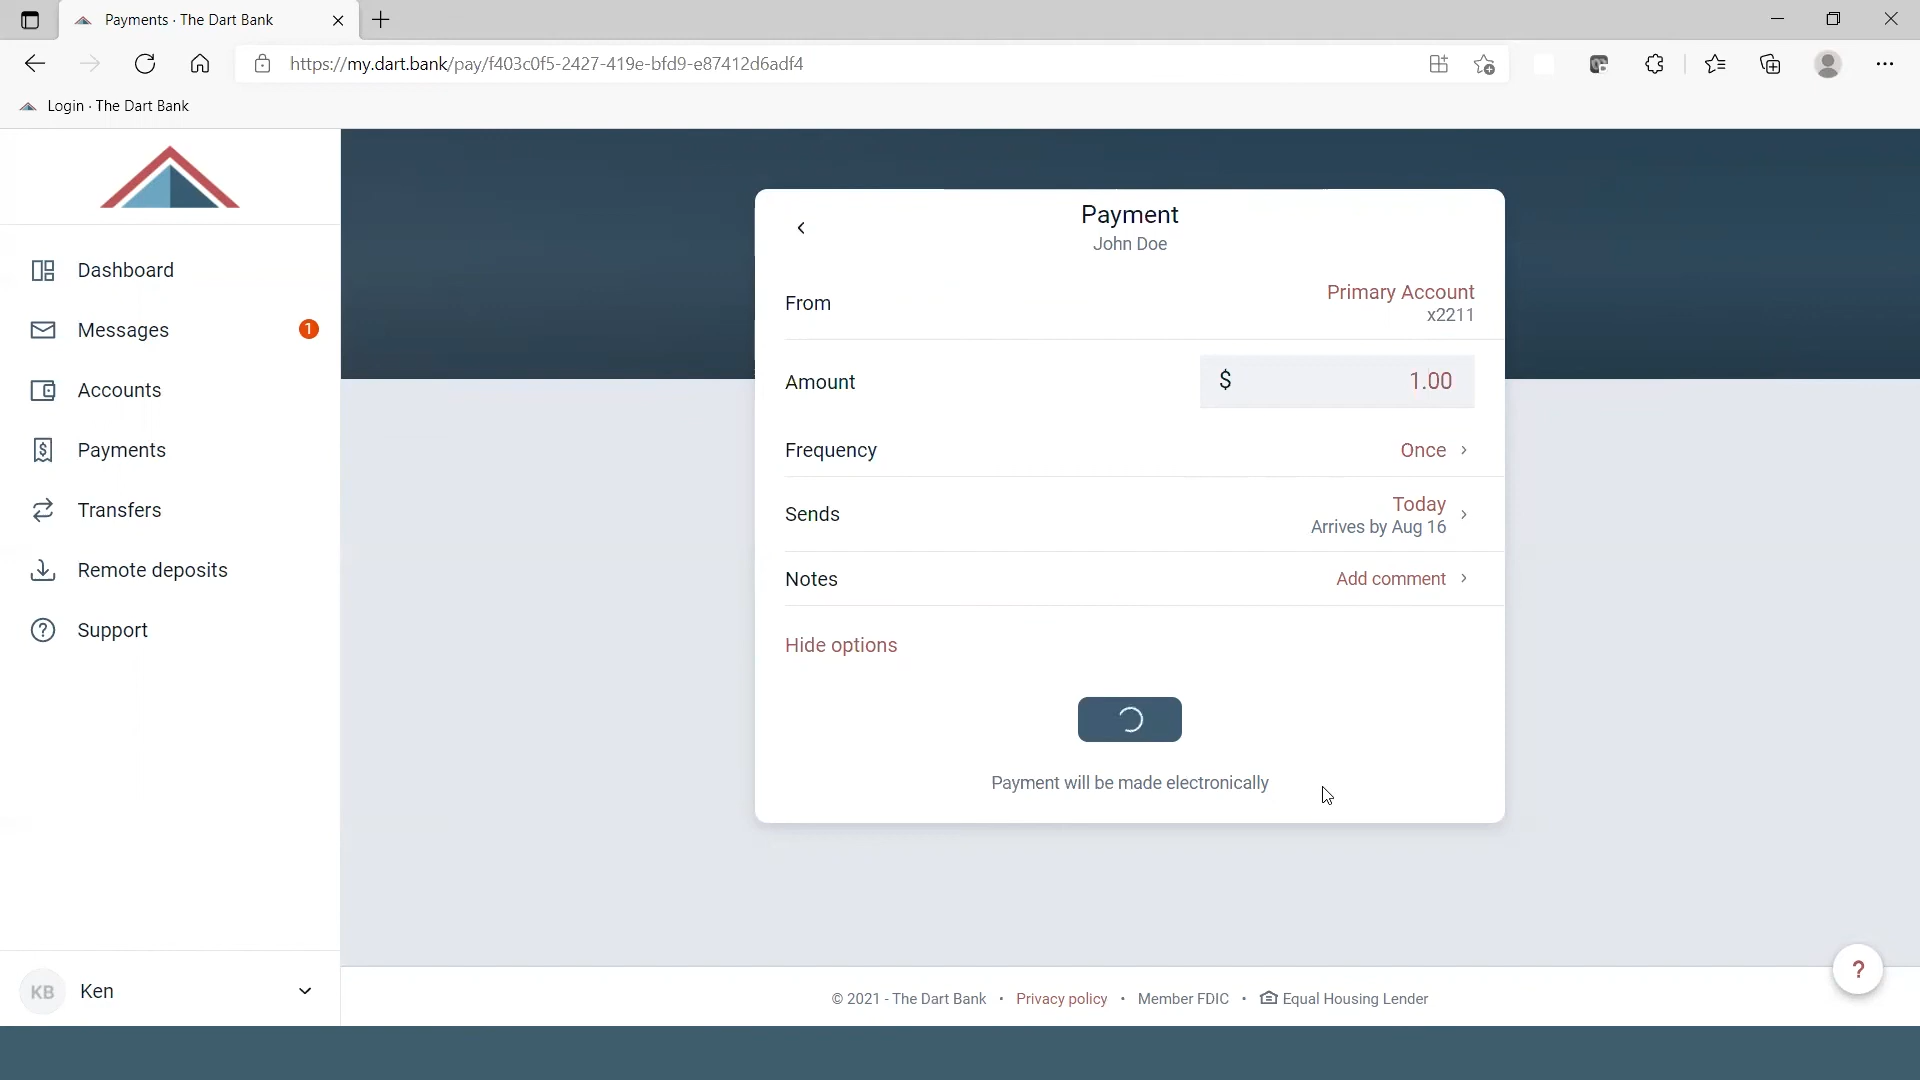 Payments · The Dart Bank
https://my.dart.bank/pay/f403c0f5-2427-419e-bfd9-e87412d6adf4
Login · The Dart Bank
Dashboard
Messages 1
Accounts
Payments
Transfers
Remote deposits
Support
KB Ken
Payment
John Doe
From Primary Account
x2211
Amount $ 1.00
Frequency Once
Sends Today
Arrives by Aug 16
Notes Add comment
Hide options
Payment will be made electronically
?
© 2021 - The Dart Bank • Privacy policy • Member FDIC • Equal Housing Lender